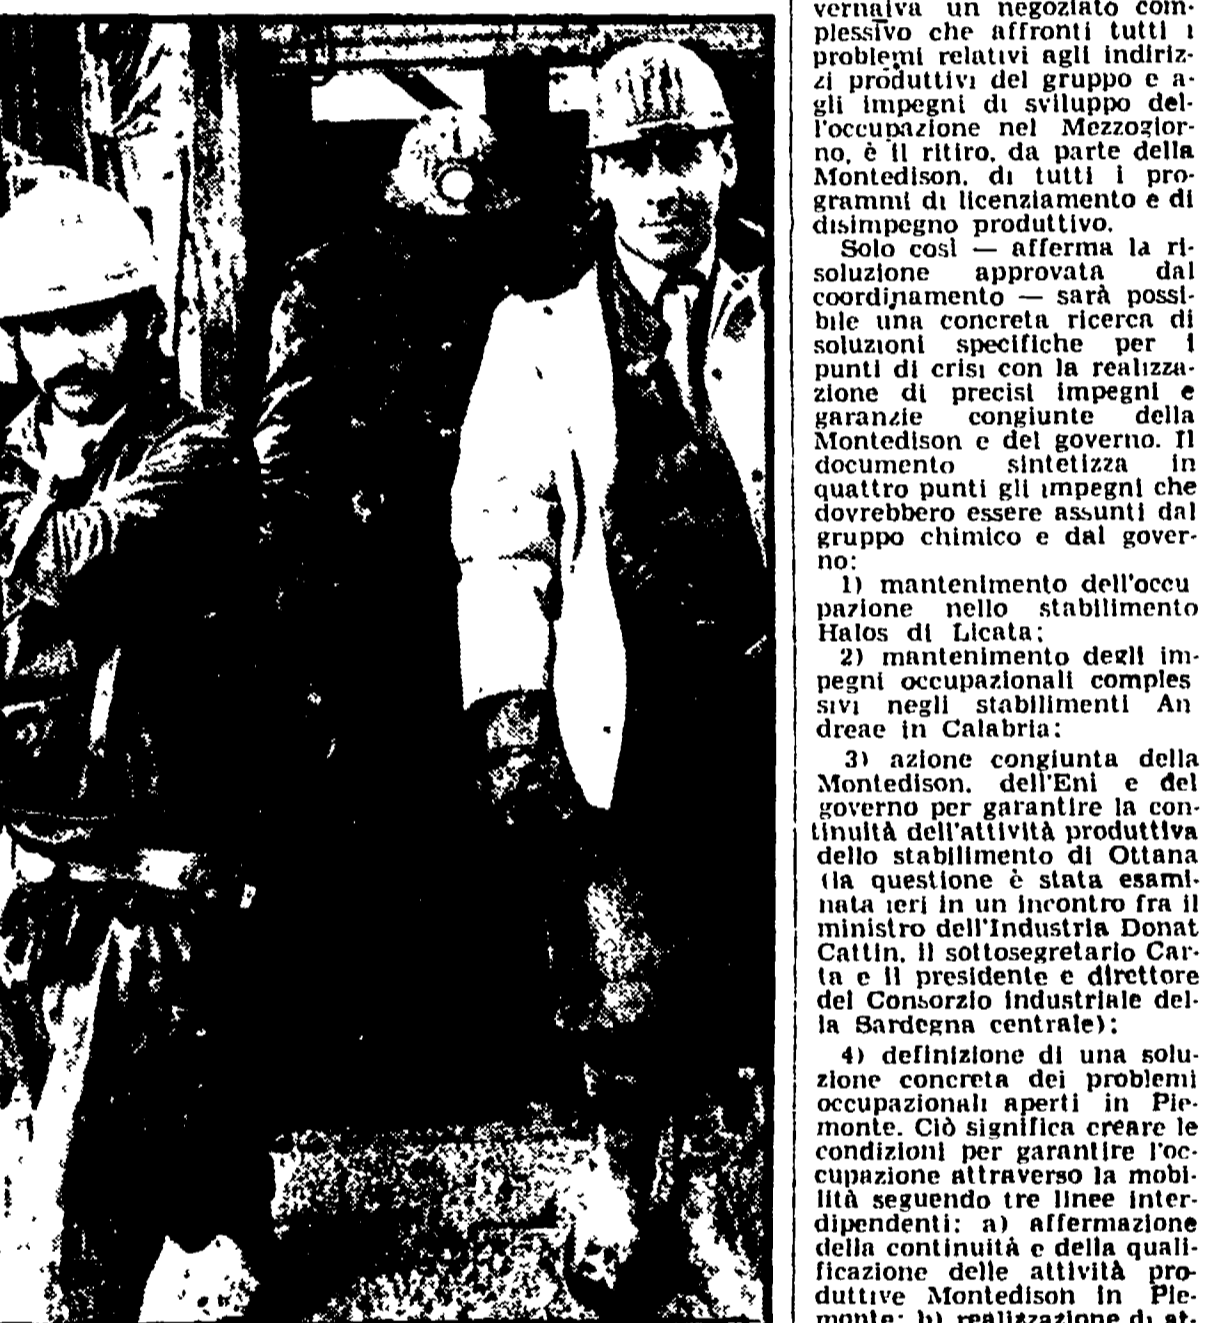 vernativa un negoziato com-
plessivo che affronti tutti i
problemi relativi agli indiriz-
zi produttivi del gruppo e a-
gli impegni di sviluppo del-
l'occupazione nel Mezzogior-
no, è il ritiro, da parte della
Montedison, di tutti i pro-
grammi di licenziamento e di
disimpegno produttivo.
Solo così — afferma la ri-
soluzione approvata dal
coordinamento — sarà possi-
bile una concreta ricerca di
soluzioni specifiche per i
punti di crisi con la realizza-
zione di precisi impegni e
garanzie congiunte della
Montedison e del governo. Il
documento sintetizza in
quattro punti gli impegni che
dovrebbero essere assunti dal
gruppo chimico e dal gover-
no:
1) mantenimento dell'occu
pazione nello stabilimento
Halos di Licata;
2) mantenimento degli im-
pegni occupazionali comples
sivi negli stabilimenti An
dreae in Calabria;
3) azione congiunta della
Montedison, dell'Eni e del
governo per garantire la con-
tinuità dell'attività produttiva
dello stabilimento di Ottana
(la questione è stata esami-
nata ieri in un incontro fra il
ministro dell'Industria Donat
Cattin, il sottosegretario Car-
ta e il presidente e direttore
del Consorzio industriale del-
la Sardegna centrale);
4) definizione di una solu-
zione concreta dei problemi
occupazionali aperti in Pie-
monte. Ciò significa creare le
condizioni per garantire l'oc-
cupazione attraverso la mobi-
lità seguendo tre linee inter-
dipendenti: a) affermazione
della continuità e della quali-
ficazione delle attività pro-
duttive Montedison in Pie-
monte; b) realizzazione di at-